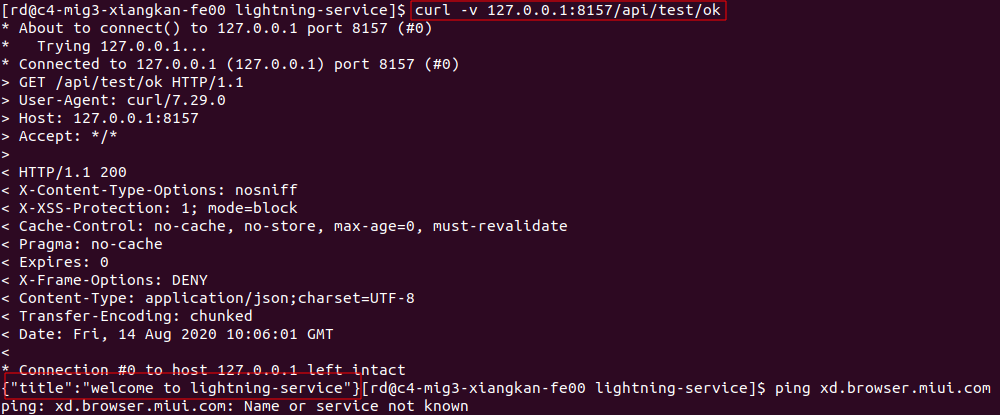 [rd@c4-mig3-xiangkan-fe00 lightning-service]$ curl -v 127.0.0.1:8157/api/test/ok
* About to connect() to 127.0.0.1 port 8157 (#0)
*   Trying 127.0.0.1...
* Connected to 127.0.0.1 (127.0.0.1) port 8157 (#0)
> GET /api/test/ok HTTP/1.1
> User-Agent: curl/7.29.0
> Host: 127.0.0.1:8157
> Accept: */*
>
< HTTP/1.1 200
< X-Content-Type-Options: nosniff
< X-XSS-Protection: 1; mode=block
< Cache-Control: no-cache, no-store, max-age=0, must-revalidate
< Pragma: no-cache
< Expires: 0
< X-Frame-Options: DENY
< Content-Type: application/json;charset=UTF-8
< Transfer-Encoding: chunked
< Date: Fri, 14 Aug 2020 10:06:01 GMT
<
* Connection #0 to host 127.0.0.1 left intact
{"title":"welcome to lightning-service"}[rd@c4-mig3-xiangkan-fe00 lightning-service]$ ping xd.browser.miui.com
ping: xd.browser.miui.com: Name or service not known